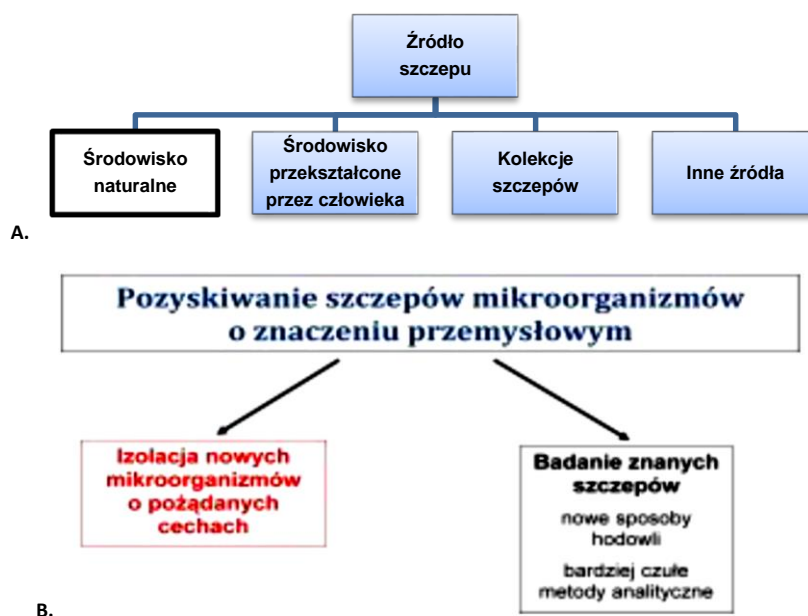 Źródło
szczepu
Środowisko
naturalne
Środowisko
przekształcone
przez człowieka
Kolekcje
szczepów
Inne źródła
A.
Pozyskiwanie szczepów mikroorganizmów
o znaczeniu przemysłowym
Izolacja nowych
mikroorganizmów
o pożądanych
cechach
Badanie znanych
szczepów
nowe sposoby
hodowli
bardziej czułe
metody analityczne
B.